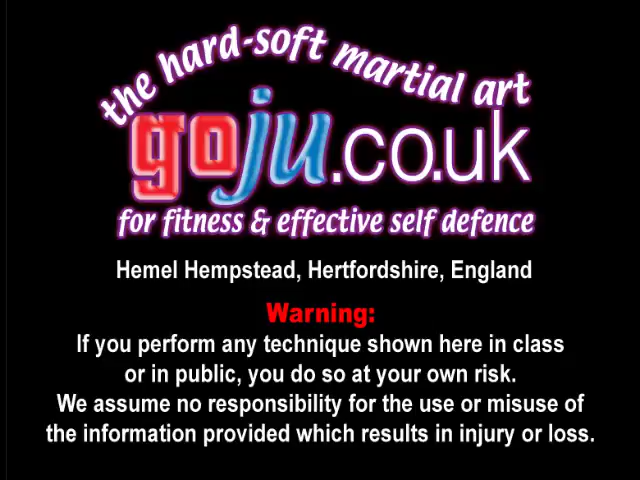 the hard-soft martial art
goju.co.uk
for fitness & effective self defence
Hemel Hempstead, Hertfordshire, England
Warning:
If you perform any technique shown here in class
or in public, you do so at your own risk.
We assume no responsibility for the use or misuse of
the information provided which results in injury or loss.